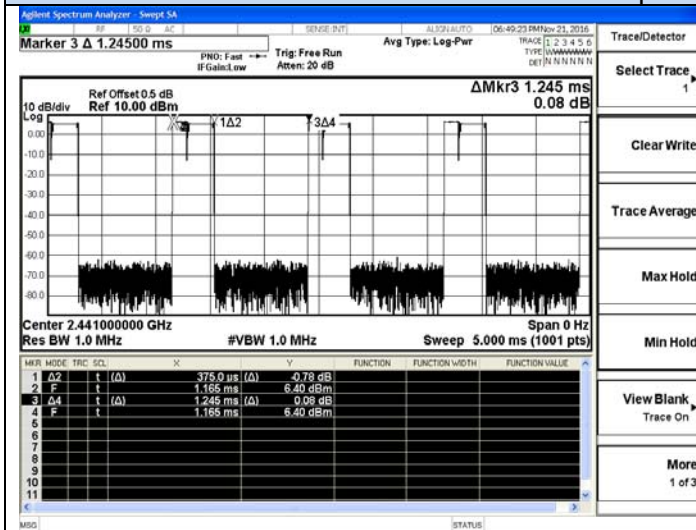 Agilent Spectrum Analyzer - Swept SA
RF 50 Ω AC SENSE:INT ALIGN AUTO 06:49:23 PM Nov 21, 2016
Marker 3 Δ 1.24500 ms
PNO: Fast
IFGain:Low
Trig: Free Run
Atten: 20 dB
Avg Type: Log-Pwr
TRACE 1 2 3 4 5 6
TYPE
DET N N N N N N
Ref Offset 0.5 dB
10 dB/div Ref 10.00 dBm
ΔMkr3 1.245 ms
0.08 dB
Log
0.00
-10.0
-20.0
-30.0
-40.0
-50.0
-60.0
-70.0
-80.0
1Δ2
3Δ4
Center 2.441000000 GHz Span 0 Hz
Res BW 1.0 MHz #VBW 1.0 MHz Sweep 5.000 ms (1001 pts)
MKR MODE TRC SCL X Y FUNCTION FUNCTION WIDTH FUNCTION VALUE
1 Δ2 t (Δ) 375.0 µs (Δ) -0.78 dB
2 F t 1.165 ms 6.40 dBm
3 Δ4 t (Δ) 1.245 ms (Δ) 0.08 dB
4 F t 1.165 ms 6.40 dBm
5
6
7
8
9
10
11
MSG STATUS
Trace/Detector
Select Trace
1
Clear Write
Trace Average
Max Hold
Min Hold
View Blank
Trace On
More
1 of 3